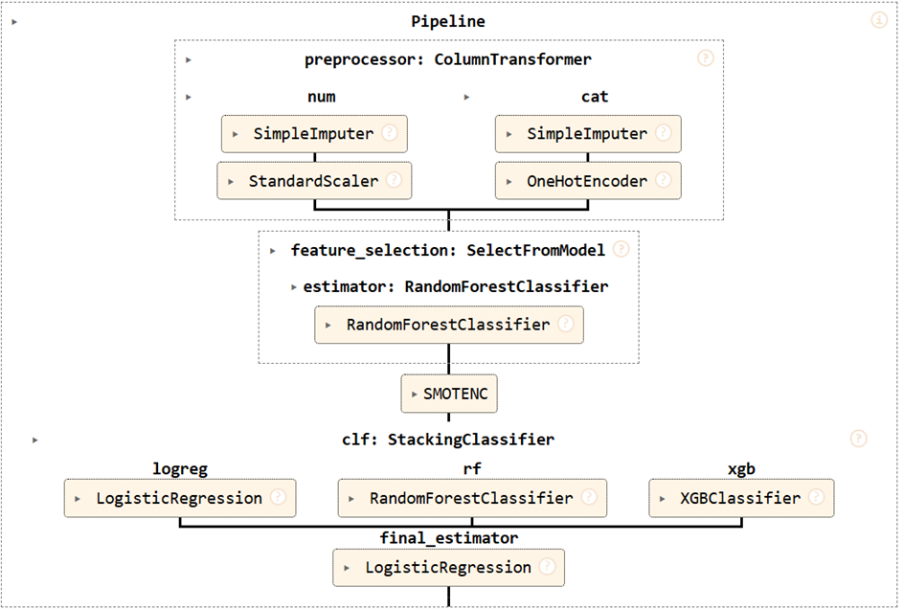 Pipeline
preprocessor: ColumnTransformer
num cat
SimpleImputer ? SimpleImputer ?
StandardScaler ? OneHotEncoder ?
feature_selection: SelectFromModel ?
estimator: RandomForestClassifier
RandomForestClassifier ?
SMOTENC
clf: StackingClassifier ?
logreg rf xgb
LogisticRegression ? RandomForestClassifier ? XGBClassifier ?
final_estimator
LogisticRegression ?